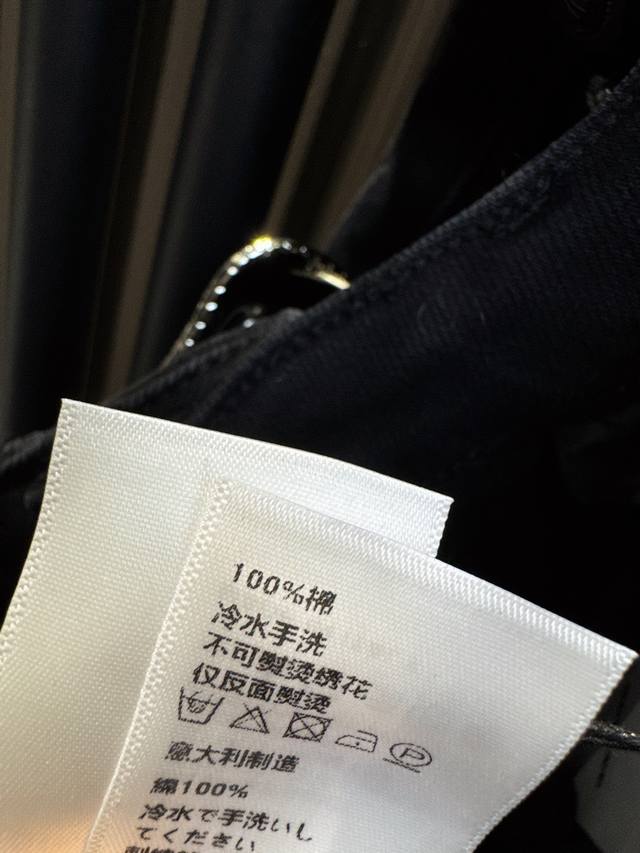 100%棉
冷水手洗
不可熨烫绣花
仅反面熨烫
意大利制造
綿100%
冷水で手洗いし
てください